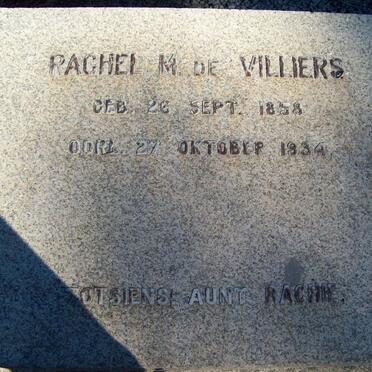 RACHEL M. DE VILLIERS
GEB. 26 SEPT. 1858
OORL. 27 OKTOBER 1934.
TOTSIENS AUNT RACHIE.